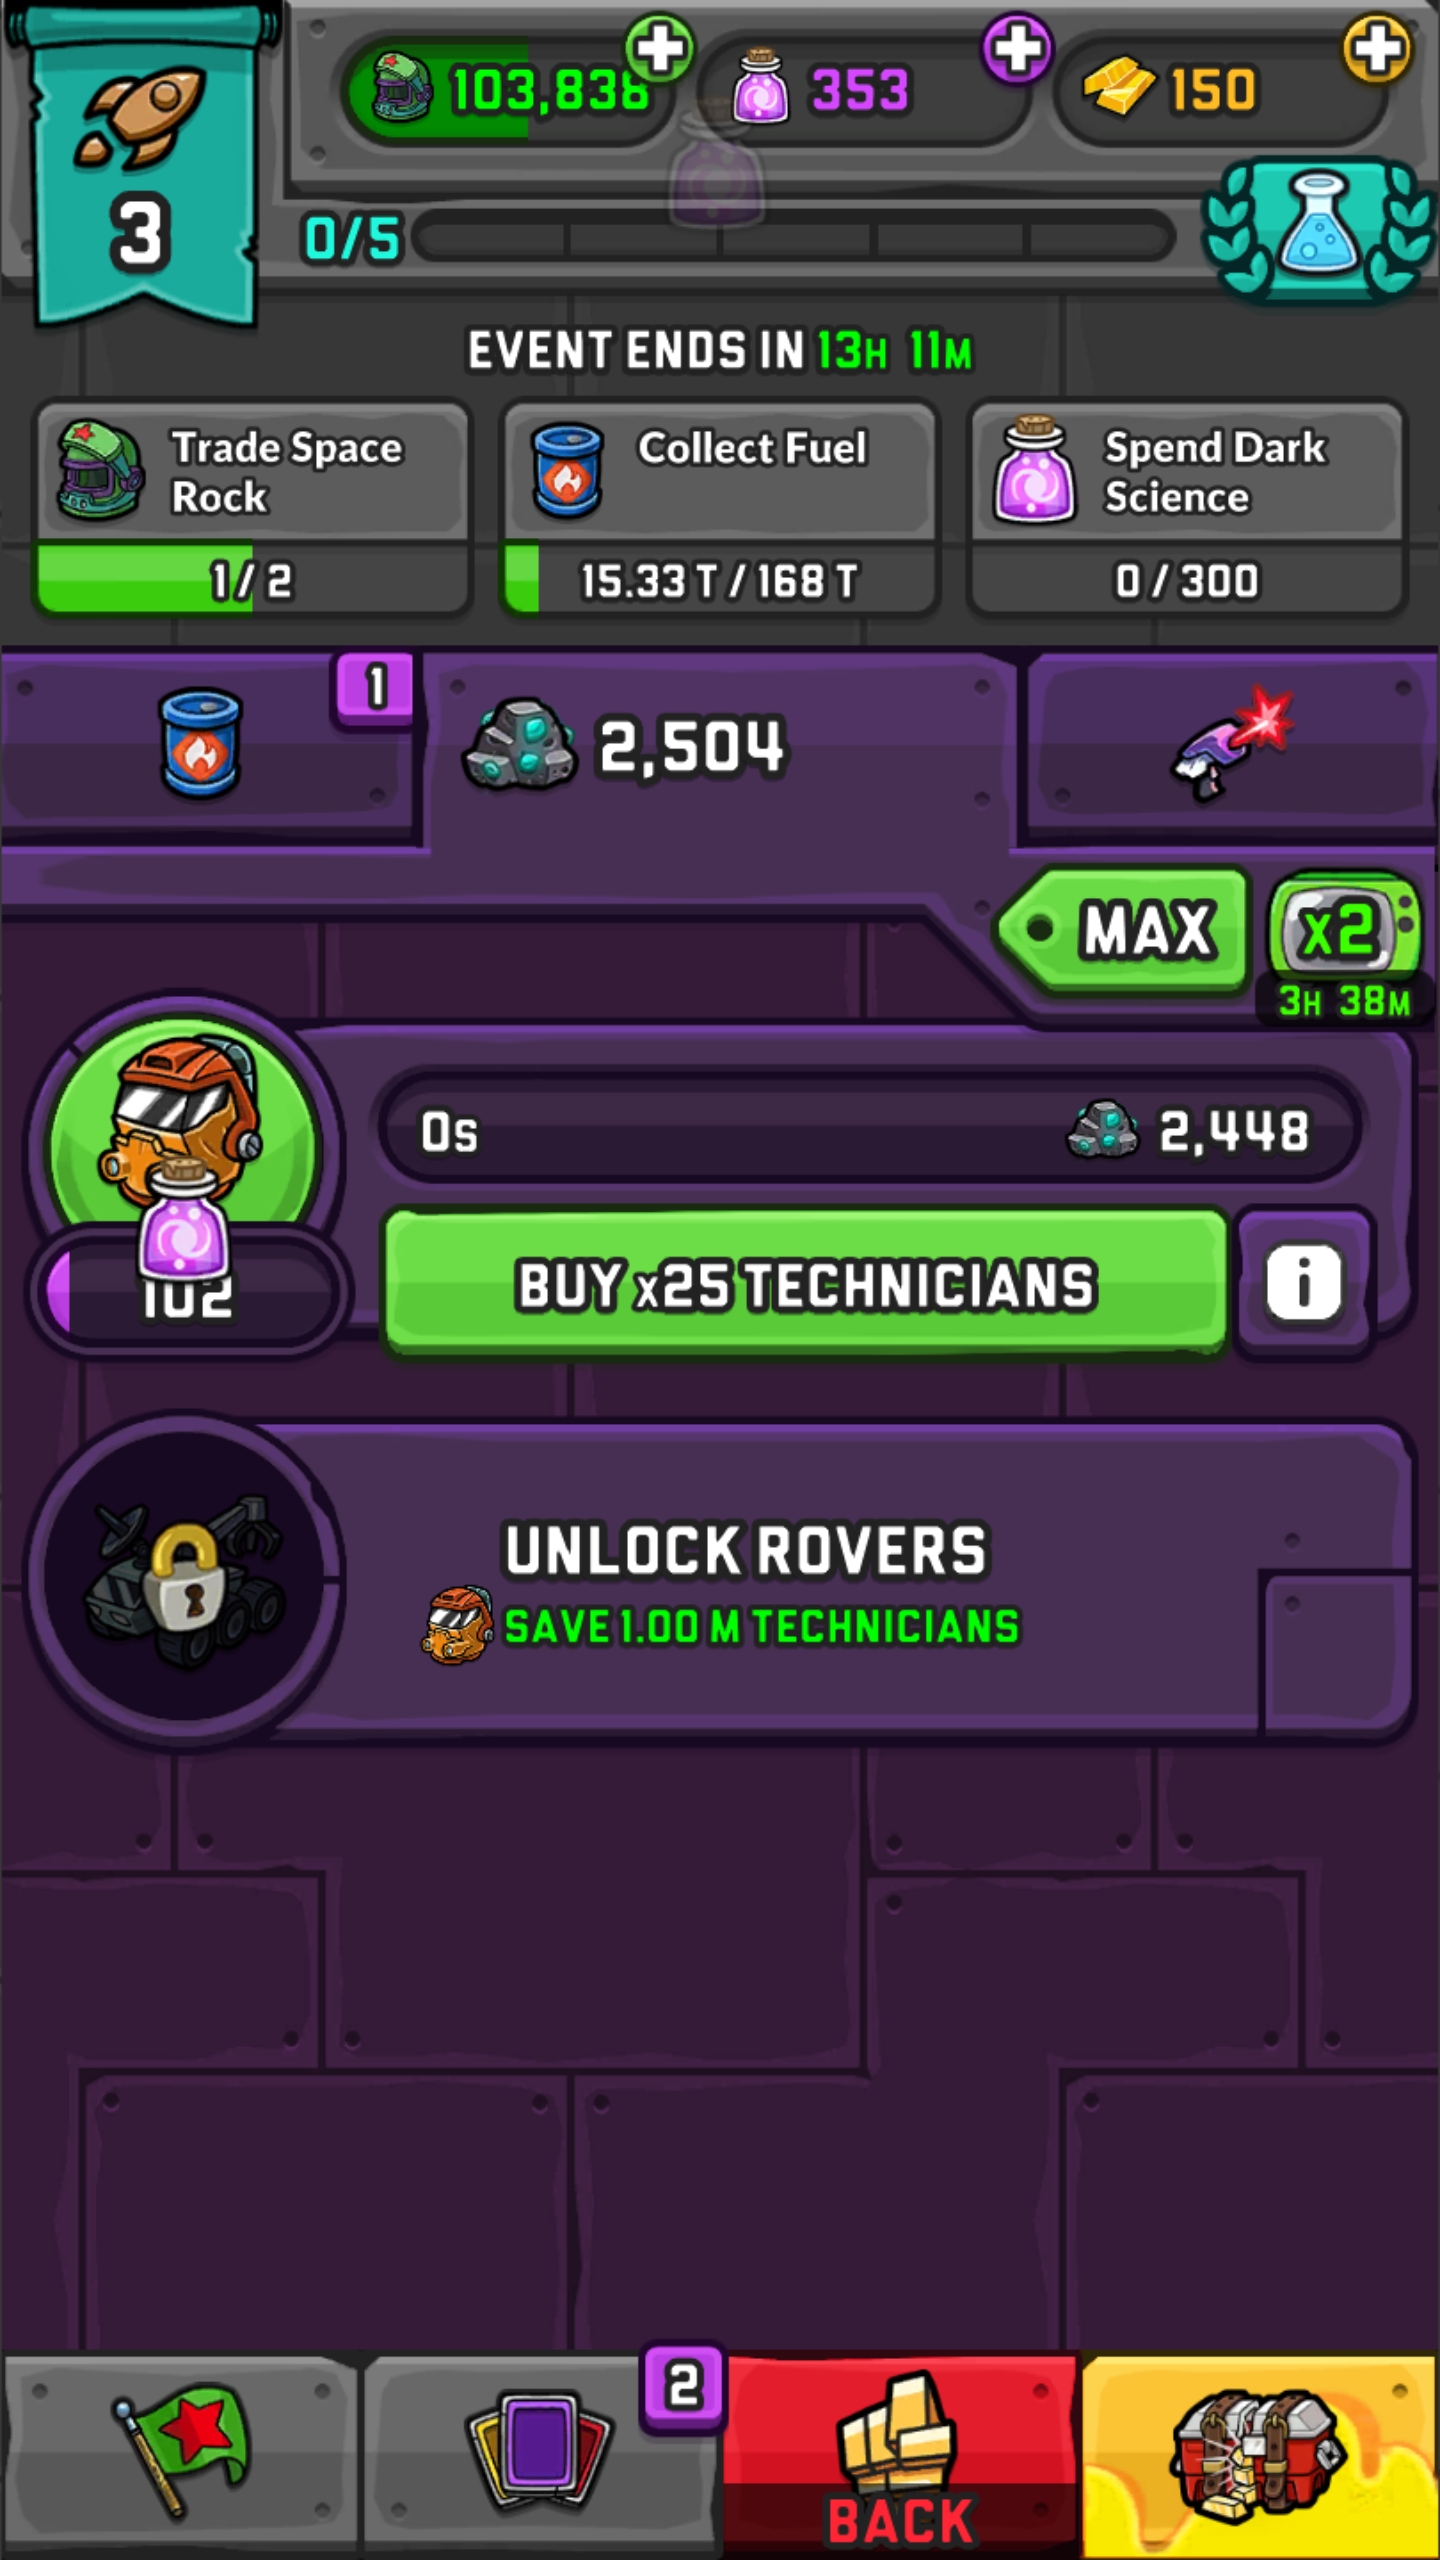 103,838
353
150
3
0/5
EVENT ENDS IN 13H 11M
Trade Space
Rock
1 / 2
Collect Fuel
15.33 T / 168 T
Spend Dark
Science
0 / 300
1
2,504
MAX
x2
3H 38M
0s
2,448
102
BUY x25 TECHNICIANS
i
UNLOCK ROVERS
SAVE 1.00 M TECHNICIANS
2
BACK